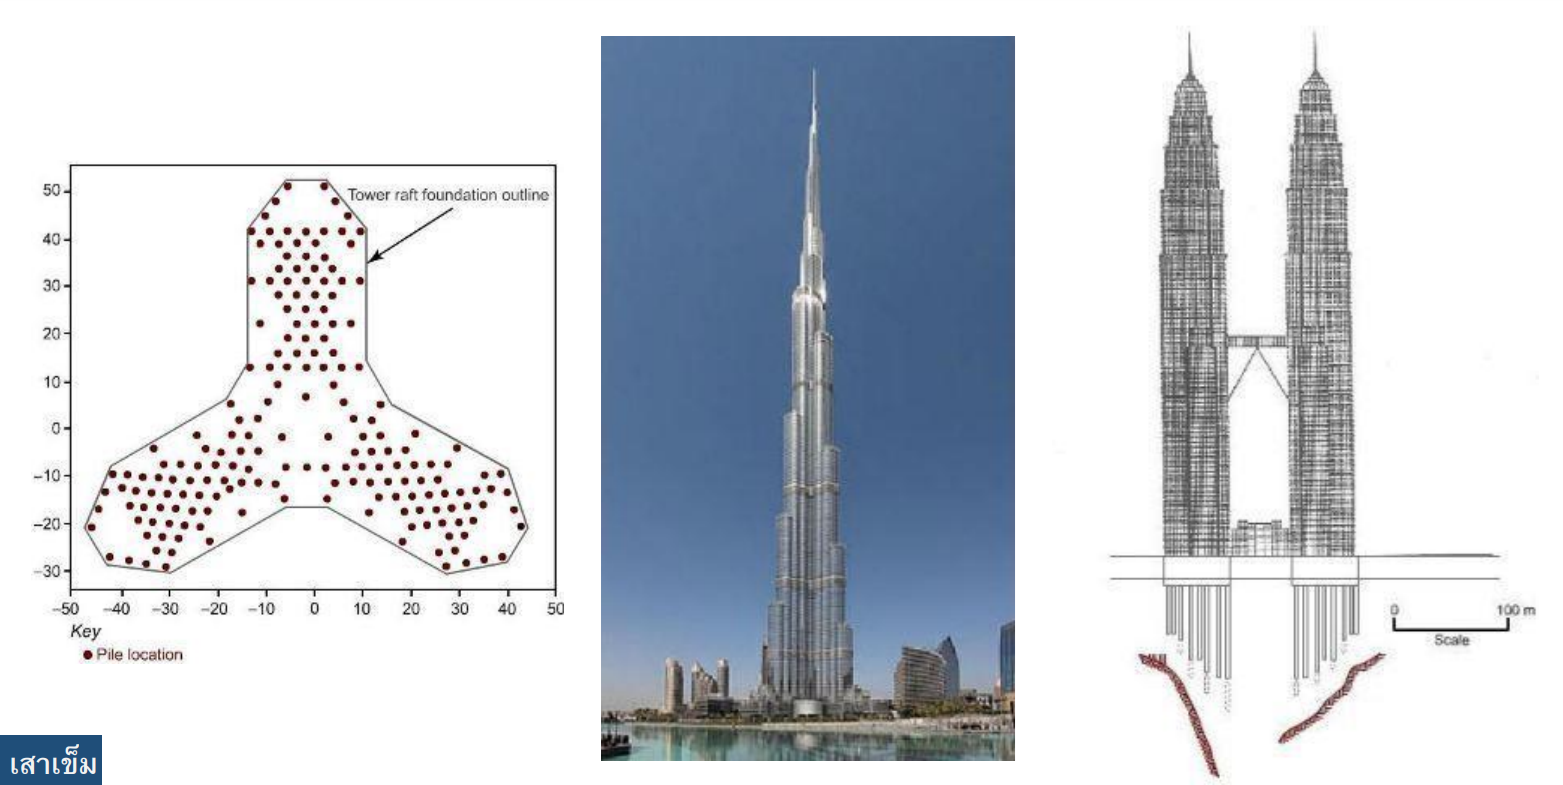 Tower raft foundation outline
50
40
30
20
10
0
−10
−20
−30
−50 −40 −30 −20 −10 0 10 20 30 40 50
Key
Pile location
0 100 m
Scale
เสาเข็ม